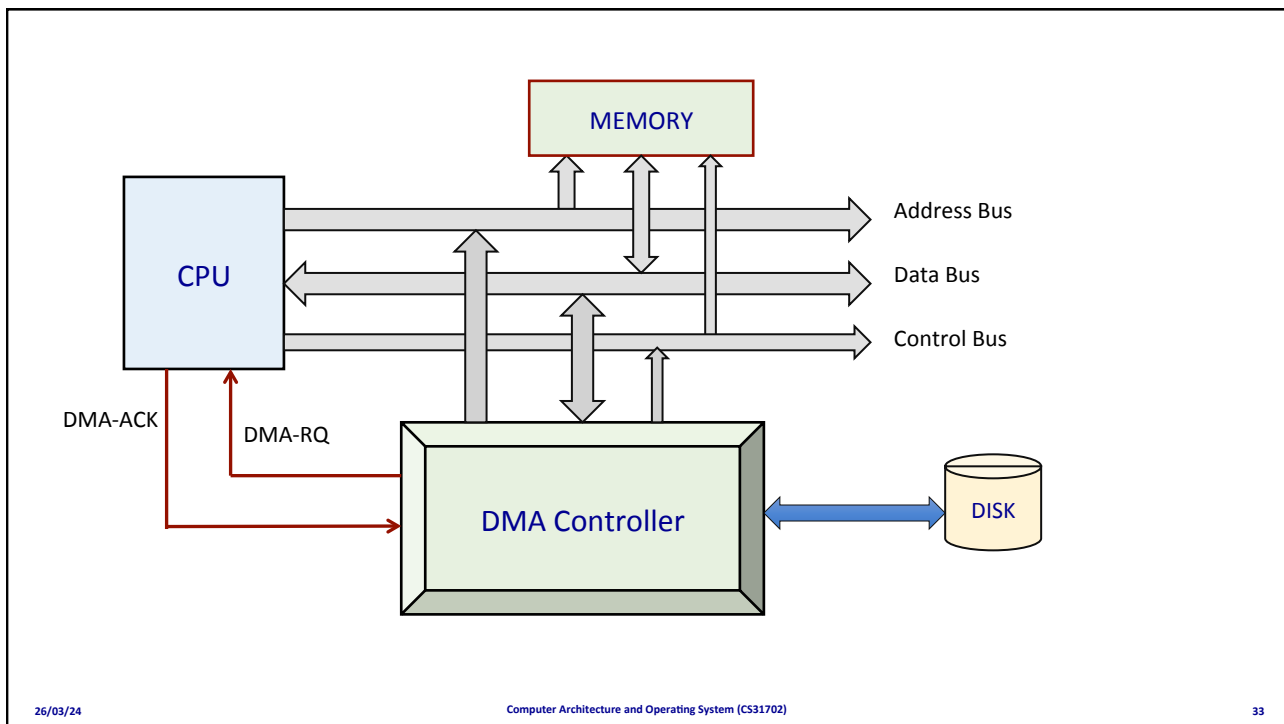 MEMORY
Address Bus
CPU
Data Bus
Control Bus
DMA-ACK
DMA-RQ
DMA Controller
DISK
26/03/24
Computer Architecture and Operating System (CS31702)
33